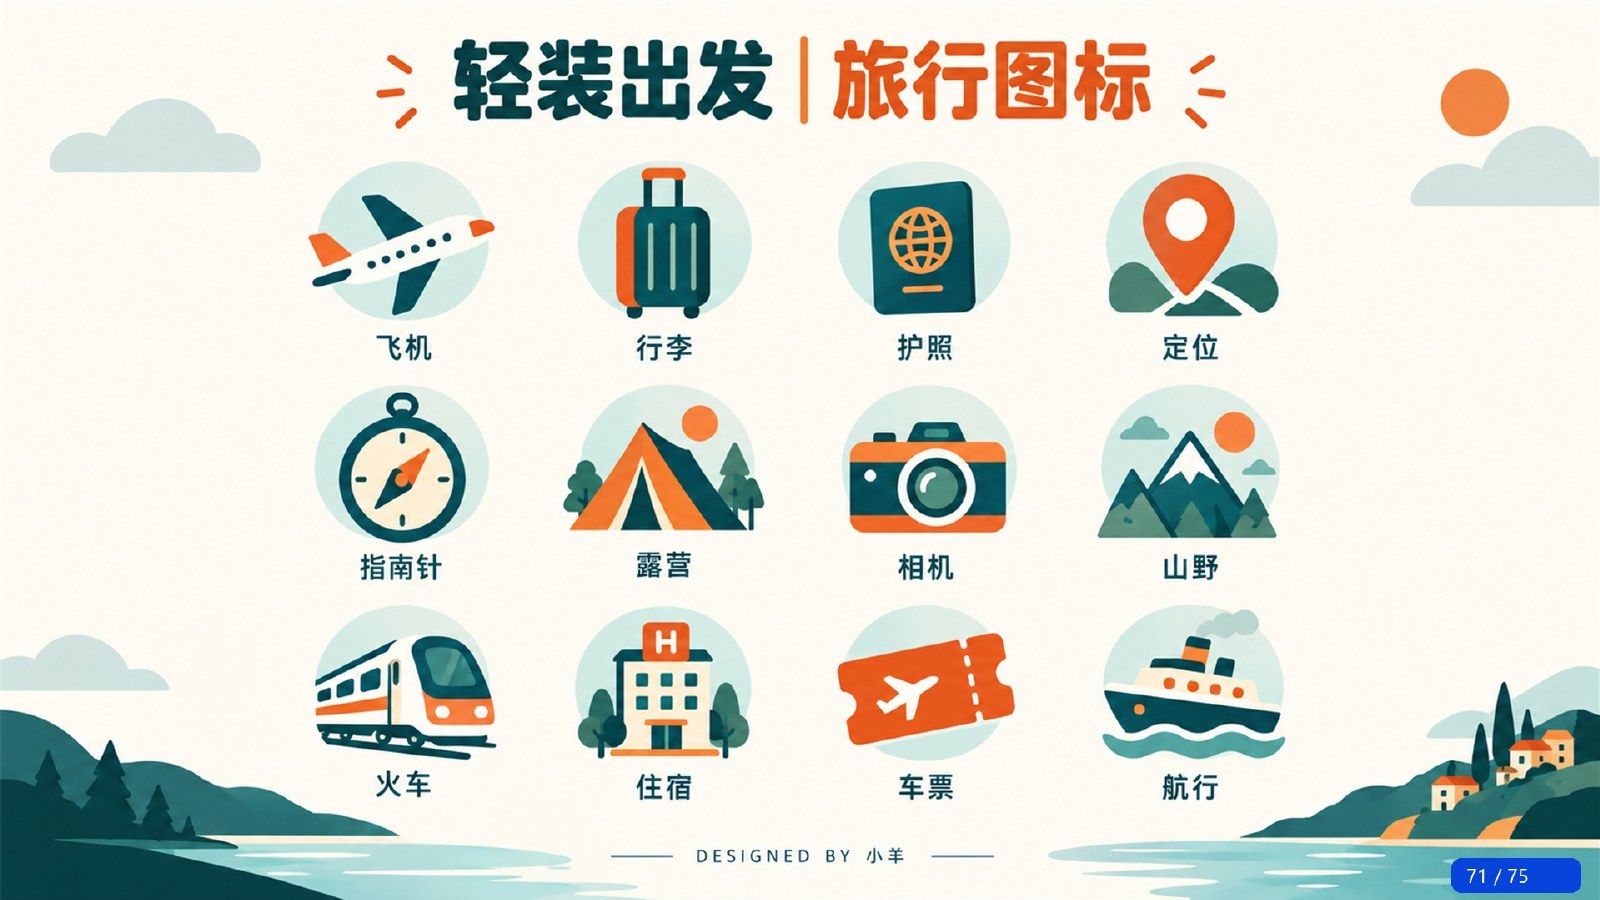 轻装出发|旅行图标
飞机
行李
护照
定位
指南针
露营
相机
山野
火车
H
住宿
车票
航行
DESIGNED BY 小羊
71 / 75